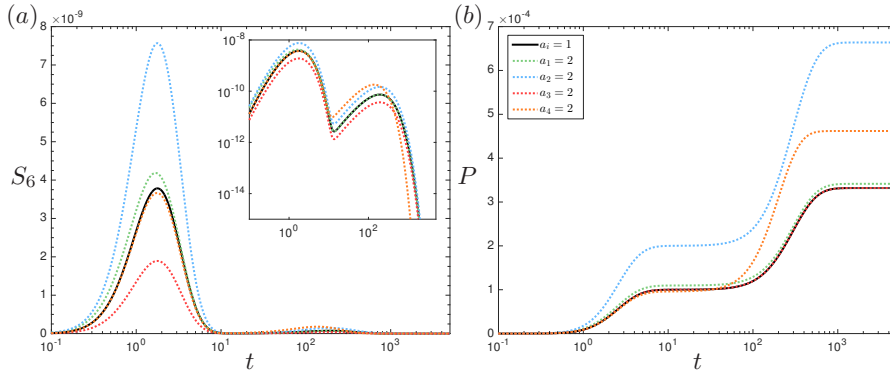 (a)
×10⁻⁹
8
7
6
5
4
3
2
1
0
S₆
10⁻¹ 10⁰ 10¹ 10² 10³
t
10⁻⁸
10⁻¹⁰
10⁻¹²
10⁻¹⁴
10⁰ 10²
(b)
×10⁻⁴
7
6
5
4
3
2
1
0
P
10⁻¹ 10⁰ 10¹ 10² 10³
t
aᵢ = 1
a₁ = 2
a₂ = 2
a₃ = 2
a₄ = 2